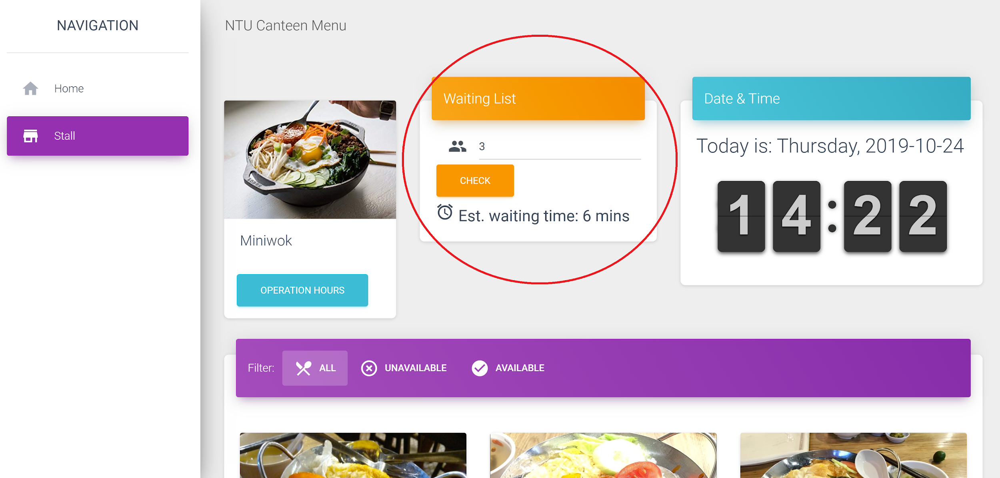 NAVIGATION
Home
Stall
NTU Canteen Menu
Miniwok
OPERATION HOURS
Waiting List
3
CHECK
Est. waiting time: 6 mins
Date & Time
Today is: Thursday, 2019-10-24
14:22
Filter: ALL UNAVAILABLE AVAILABLE